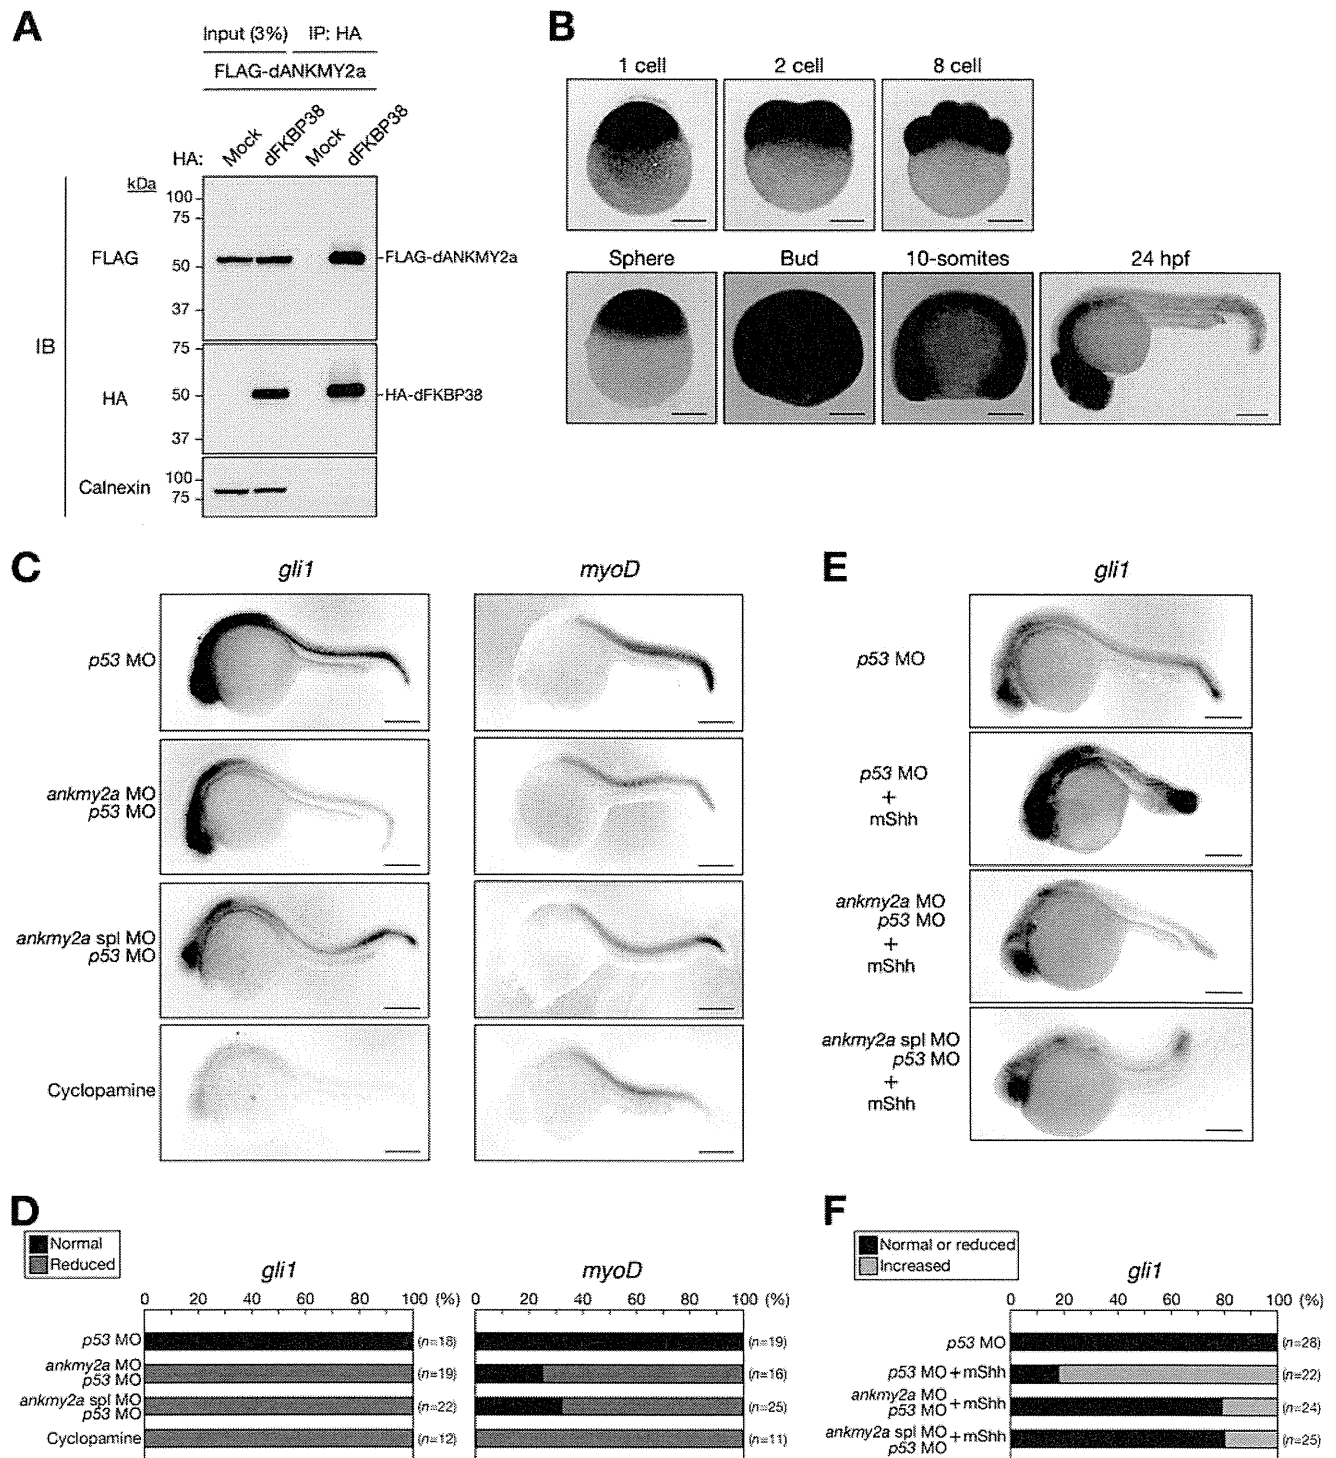 A
Input (3%) IP: HA
FLAG-dANKMY2a
HA: Mock dFKBP38 Mock dFKBP38
kDa
100
75
FLAG
50
37
FLAG-dANKMY2a
IB
75
HA
50
37
HA-dFKBP38
Calnexin
100
75
B
1 cell 2 cell 8 cell
Sphere Bud 10-somites 24 hpf
C
gli1 myoD
p53 MO
ankmy2a MO
p53 MO
ankmy2a spl MO
p53 MO
Cyclopamine
E
gli1
p53 MO
p53 MO
+
mShh
ankmy2a MO
p53 MO
+
mShh
ankmy2a spl MO
p53 MO
+
mShh
D
Normal
Reduced
gli1 myoD
0 20 40 60 80 100 (%) 0 20 40 60 80 100 (%)
p53 MO (n=18) (n=19)
ankmy2a MO
p53 MO (n=19) (n=16)
ankmy2a spl MO
p53 MO (n=22) (n=25)
Cyclopamine (n=12) (n=11)
F
Normal or reduced
Increased
gli1
0 20 40 60 80 100 (%)
p53 MO (n=28)
p53 MO+mShh (n=22)
ankmy2a MO
p53 MO +mShh (n=24)
ankmy2a spl MO
p53 MO +mShh (n=25)